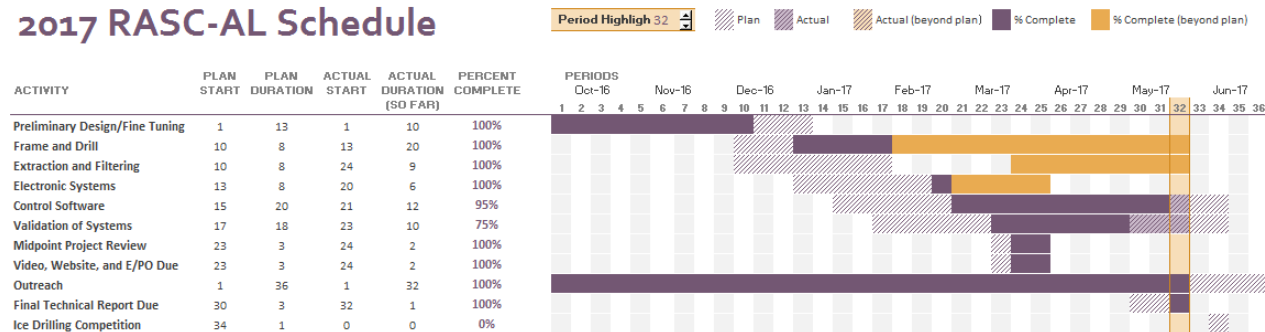 2017 RASC-AL Schedule
Period Highligh 32
Plan
Actual
Actual (beyond plan)
% Complete
% Complete (beyond plan)
ACTIVITY PLAN START PLAN DURATION ACTUAL START ACTUAL DURATION (SO FAR) PERCENT COMPLETE PERIODS
Oct-16 Nov-16 Dec-16 Jan-17 Feb-17 Mar-17 Apr-17 May-17 Jun-17
1 2 3 4 5 6 7 8 9 10 11 12 13 14 15 16 17 18 19 20 21 22 23 24 25 26 27 28 29 30 31 32 33 34 35 36
Preliminary Design/Fine Tuning 1 13 1 10 100%
Frame and Drill 10 8 13 20 100%
Extraction and Filtering 10 8 24 9 100%
Electronic Systems 13 8 20 6 100%
Control Software 15 20 21 12 95%
Validation of Systems 17 18 23 10 75%
Midpoint Project Review 23 3 24 2 100%
Video, Website, and E/PO Due 23 3 24 2 100%
Outreach 1 36 1 32 100%
Final Technical Report Due 30 3 32 1 100%
Ice Drilling Competition 34 1 0 0 0%